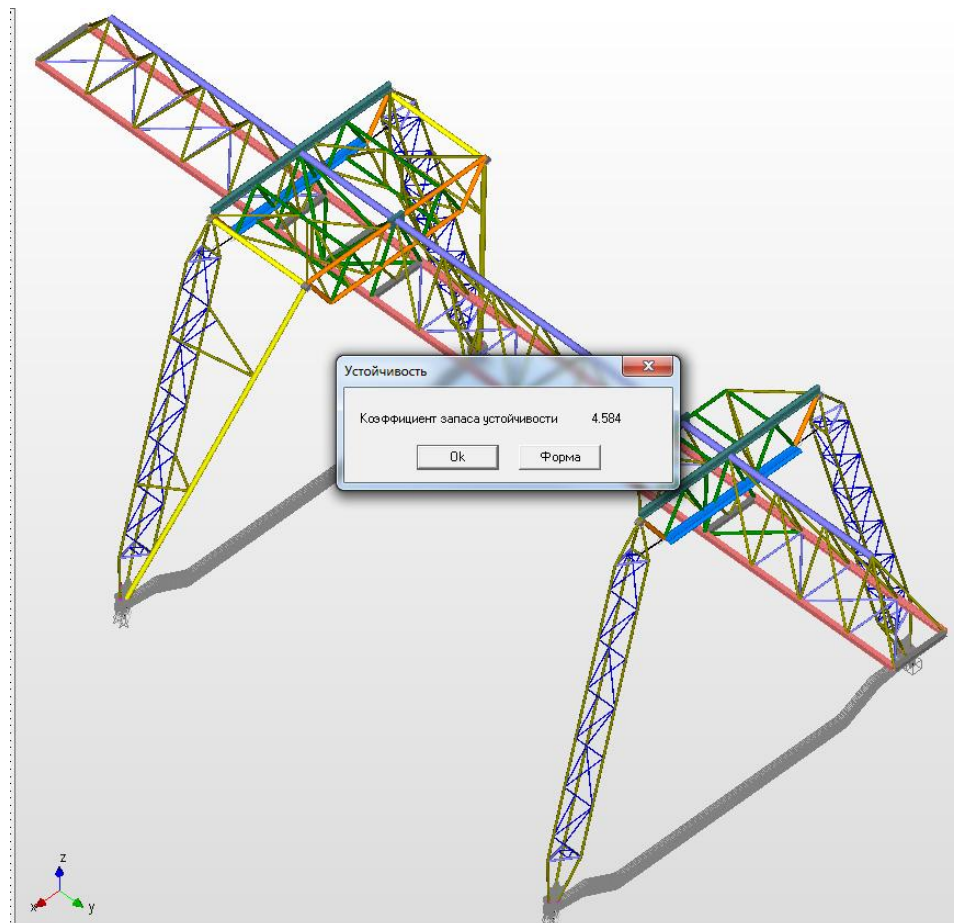 Устойчивость
Коэффициент запаса устойчивости 4.584
Ok Форма
z
x y